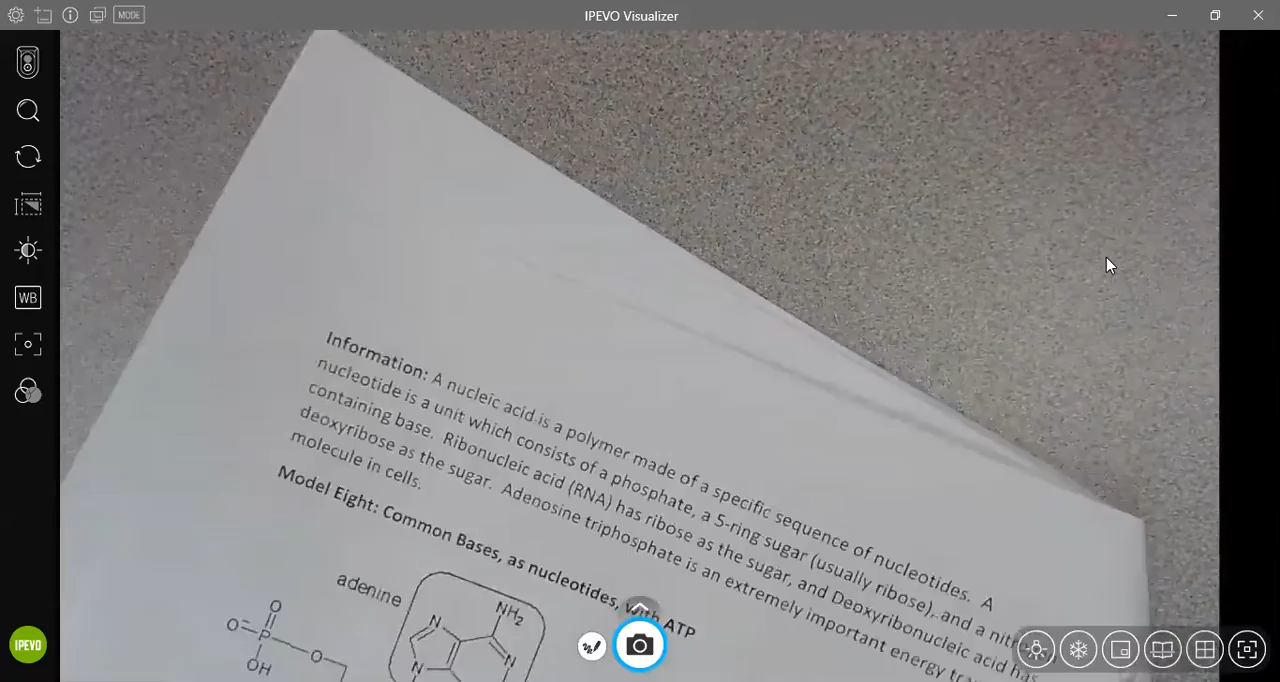 MODE
IPEVO Visualizer
WB
Information: A nucleic acid is a polymer made of a specific sequence of nucleotides. A
nucleotide is a unit which consists of a phosphate, a 5-ring sugar (usually ribose), and a
containing base. Ribonucleic acid (RNA) has ribose as the sugar, and Deoxyribonucleic acid has
deoxyribose as the sugar. Adenosine triphosphate is an extremely important energy
molecule in cells.
Model Eight: Common Bases, as nucleotides, with ATP
adenine
NH2
O
O-
P
O
OH
N
N
N
IPEVO